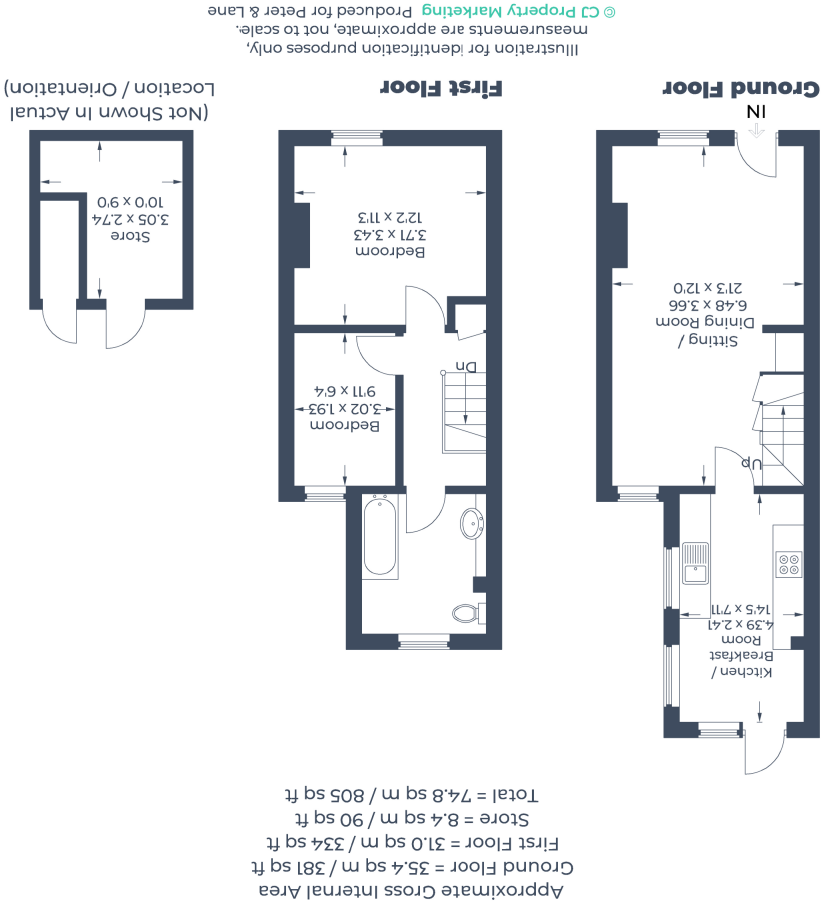 Approximate Gross Internal Area
Ground Floor = 35.4 sq m / 381 sq ft
First Floor = 31.0 sq m / 334 sq ft
Store = 8.4 sq m / 90 sq ft
Total = 74.8 sq m / 805 sq ft
Kitchen /
Breakfast
Room
4.39 x 2.41
14'5 x 7'11
Up
Sitting /
Dining Room
6.48 x 3.66
21'3 x 12'0
IN
Ground Floor
Bedroom
3.02 x 1.93
9'11 x 6'4
Dn
Bedroom
3.71 x 3.43
12'2 x 11'3
First Floor
Store
3.05 x 2.74
10'0 x 9'0
(Not Shown In Actual
Location / Orientation)
Illustration for identification purposes only,
measurements are approximate, not to scale.
© CJ Property Marketing Produced for Peter & Lane